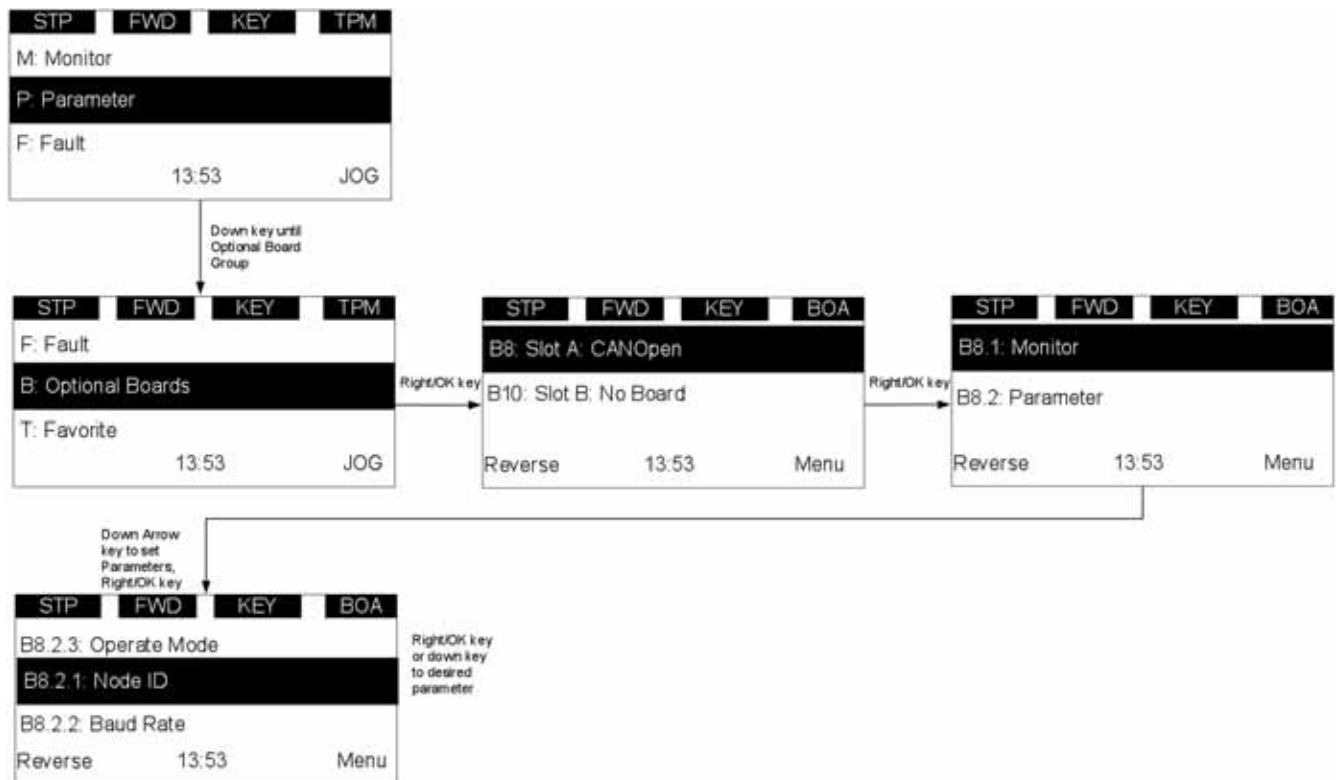 STP FWD KEY TPM
M: Monitor
P: Parameter
F: Fault
13:53 JOG
Down key until
Optional Board
Group
STP FWD KEY TPM
F: Fault
B: Optional Boards
T: Favorite
13:53 JOG
Right/OK key
STP FWD KEY BOA
B8: Slot A: CANOpen
B10: Slot B: No Board
Reverse 13:53 Menu
Right/OK key
STP FWD KEY BOA
B8.1: Monitor
B8.2: Parameter
Reverse 13:53 Menu
Down Arrow
key to set
Parameters,
Right/OK key
STP FWD KEY BOA
B8.2.3: Operate Mode
B8.2.1: Node ID
B8.2.2: Baud Rate
Reverse 13:53 Menu
Right/OK key
or down key
to desired
parameter